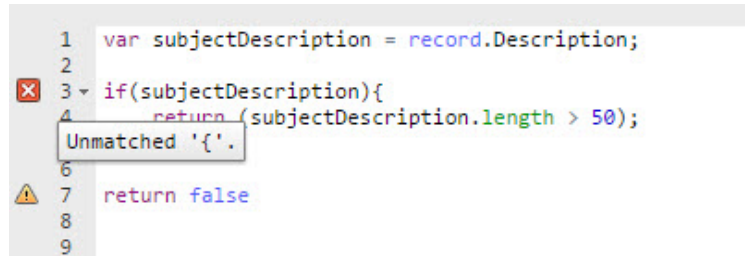 1 var subjectDescription = record.Description;
2
3 if(subjectDescription){
4 return (subjectDescription.length > 50);
Unmatched '{'.
6
7 return false
8
9